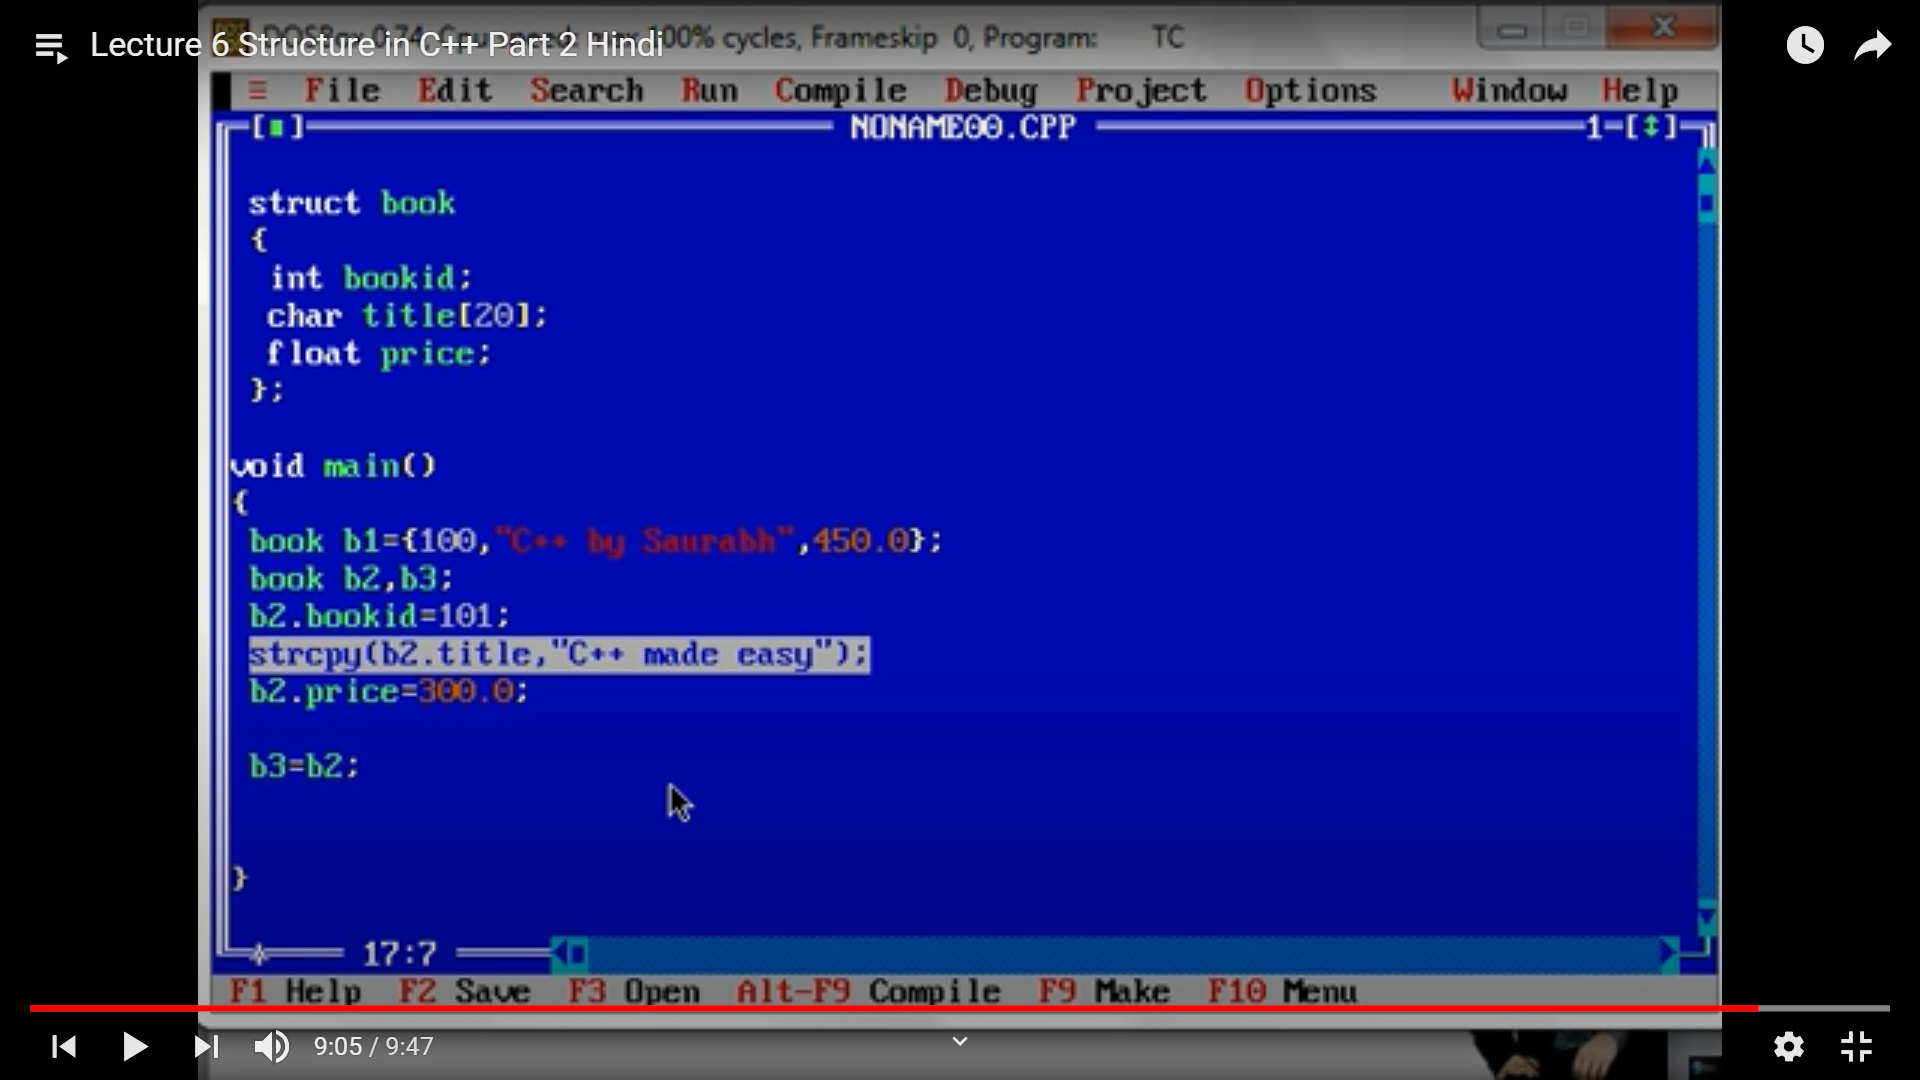 Lecture 6 Structure in C++ Part 2 Hindi
100% cycles, Frameskip 0, Program: TC
≡ File Edit Search Run Compile Debug Project Options Window Help
[■] NONAME00.CPP 1-[↕]
struct book
{
int bookid;
char title[20];
float price;
};
void main()
{
book b1={100,"C++ by Saurabh",450.0};
book b2,b3;
b2.bookid=101;
strcpy(b2.title,"C++ made easy");
b2.price=300.0;
b3=b2;
}
17:7
F1 Help F2 Save F3 Open Alt-F9 Compile F9 Make F10 Menu
9:05 / 9:47